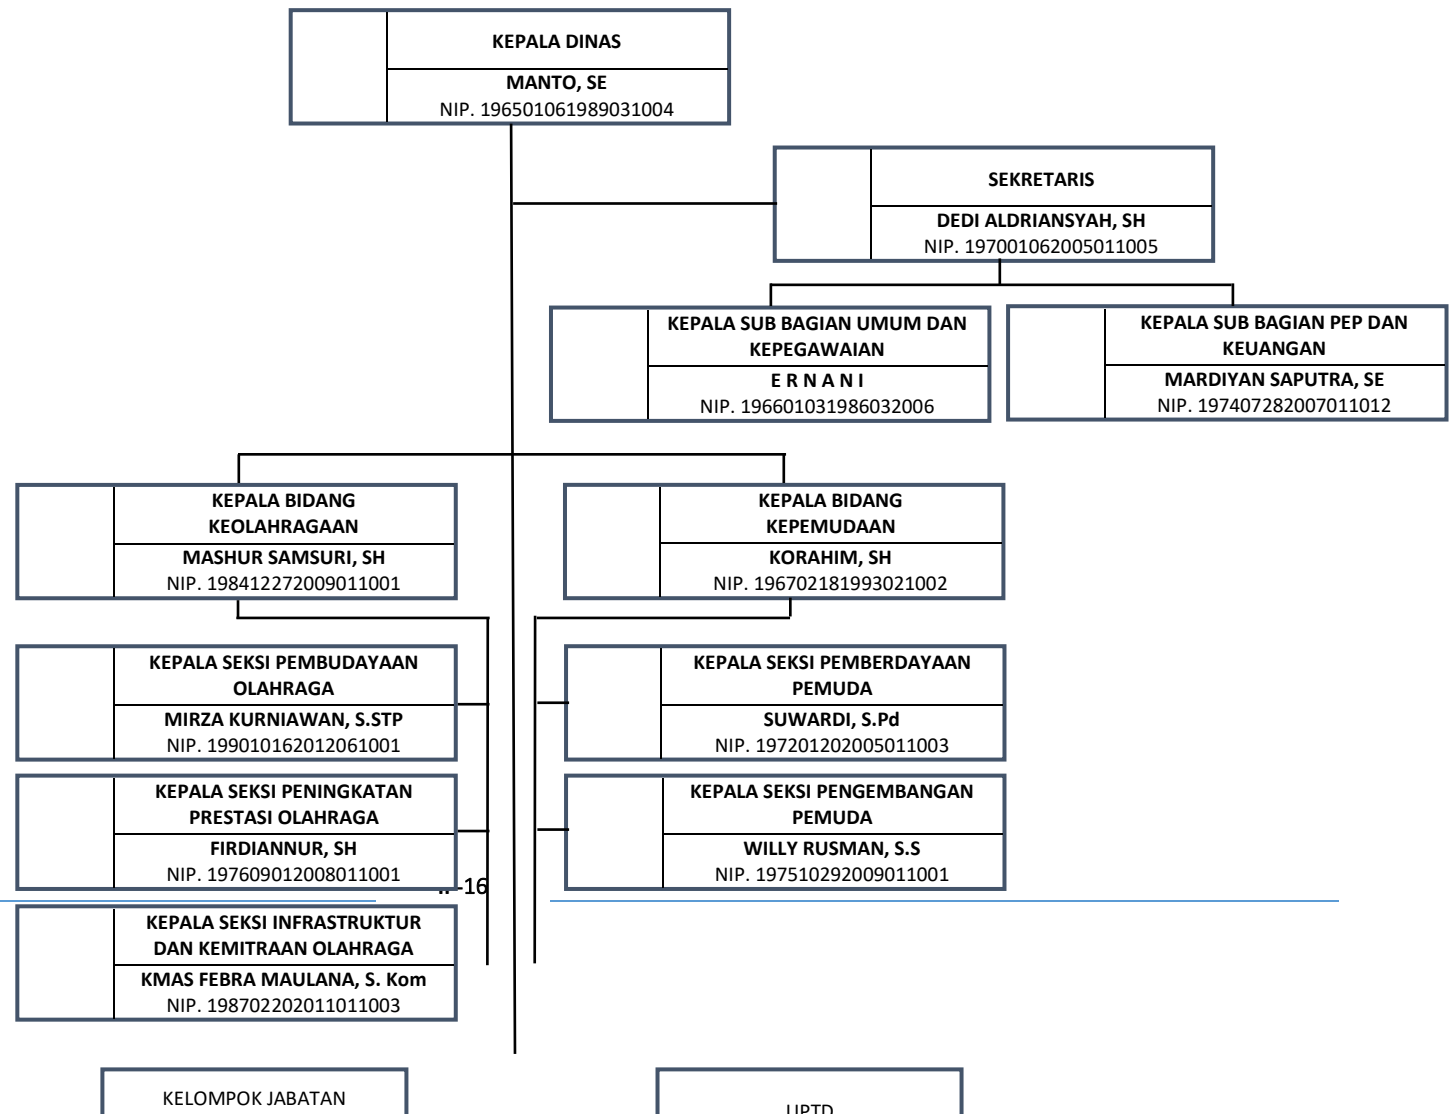 KEPALA DINAS
MANTO, SE
NIP. 196501061989031004
SEKRETARIS
DEDI ALDRIANSYAH, SH
NIP. 197001062005011005
KEPALA SUB BAGIAN UMUM DAN
KEPEGAWAIAN
E R N A N I
NIP. 196601031986032006
KEPALA SUB BAGIAN PEP DAN
KEUANGAN
MARDIYAN SAPUTRA, SE
NIP. 197407282007011012
KEPALA BIDANG
KEOLAHRAGAAN
MASHUR SAMSURI, SH
NIP. 198412272009011001
KEPALA BIDANG
KEPEMUDAAN
KORAHIM, SH
NIP. 196702181993021002
KEPALA SEKSI PEMBUDAYAAN
OLAHRAGA
MIRZA KURNIAWAN, S.STP
NIP. 199010162012061001
KEPALA SEKSI PEMBERDAYAAN
PEMUDA
SUWARDI, S.Pd
NIP. 197201202005011003
KEPALA SEKSI PENINGKATAN
PRESTASI OLAHRAGA
FIRDIANNUR, SH
NIP. 197609012008011001
KEPALA SEKSI PENGEMBANGAN
PEMUDA
WILLY RUSMAN, S.S
NIP. 197510292009011001
-16
KEPALA SEKSI INFRASTRUKTUR
DAN KEMITRAAN OLAHRAGA
KMAS FEBRA MAULANA, S. Kom
NIP. 198702202011011003
KELOMPOK JABATAN
UPTD